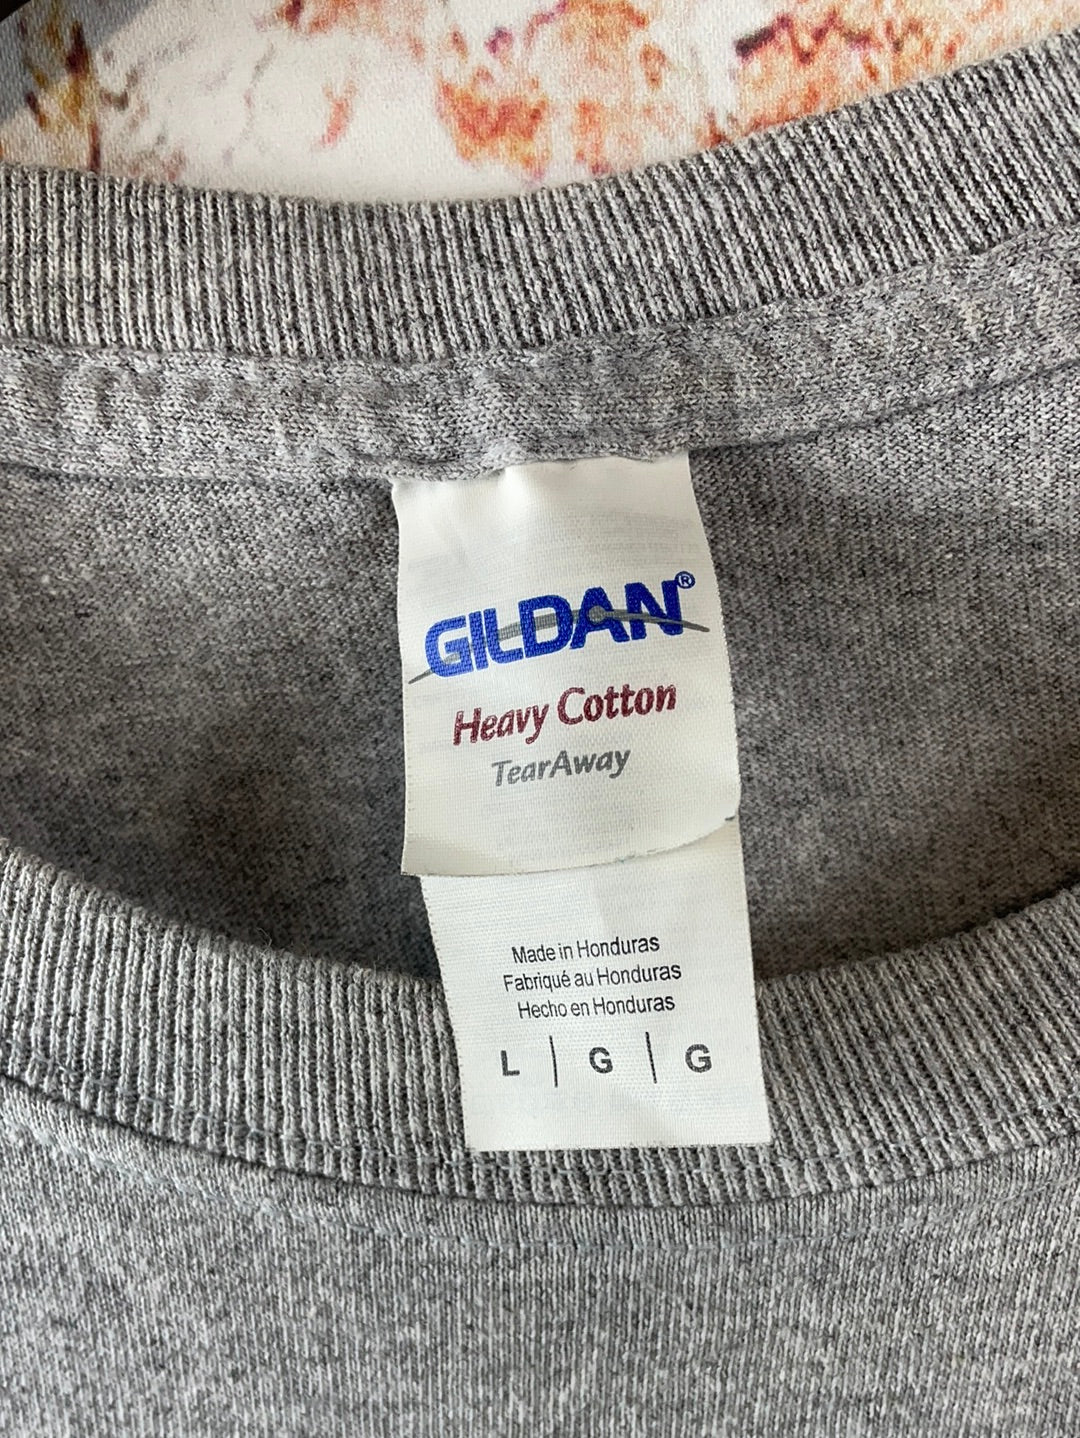 GILDAN®
Heavy Cotton
TearAway
Made in Honduras
Fabriqué au Honduras
Hecho en Honduras
L | G | G